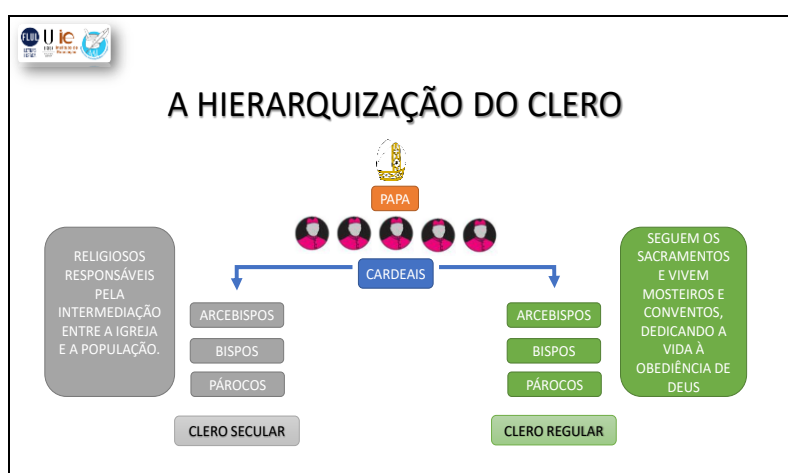 FLUL
U
ie
A HIERARQUIZAÇÃO DO CLERO
PAPA
CARDEAIS
RELIGIOSOS
RESPONSÁVEIS
PELA
INTERMEDIAÇÃO
ENTRE A IGREJA
E A POPULAÇÃO.
ARCEBISPOS
BISPOS
PÁROCOS
CLERO SECULAR
ARCEBISPOS
BISPOS
PÁROCOS
CLERO REGULAR
SEGUEM OS
SACRAMENTOS
E VIVEM
MOSTEIROS E
CONVENTOS,
DEDICANDO A
VIDA À
OBEDIÊNCIA DE
DEUS